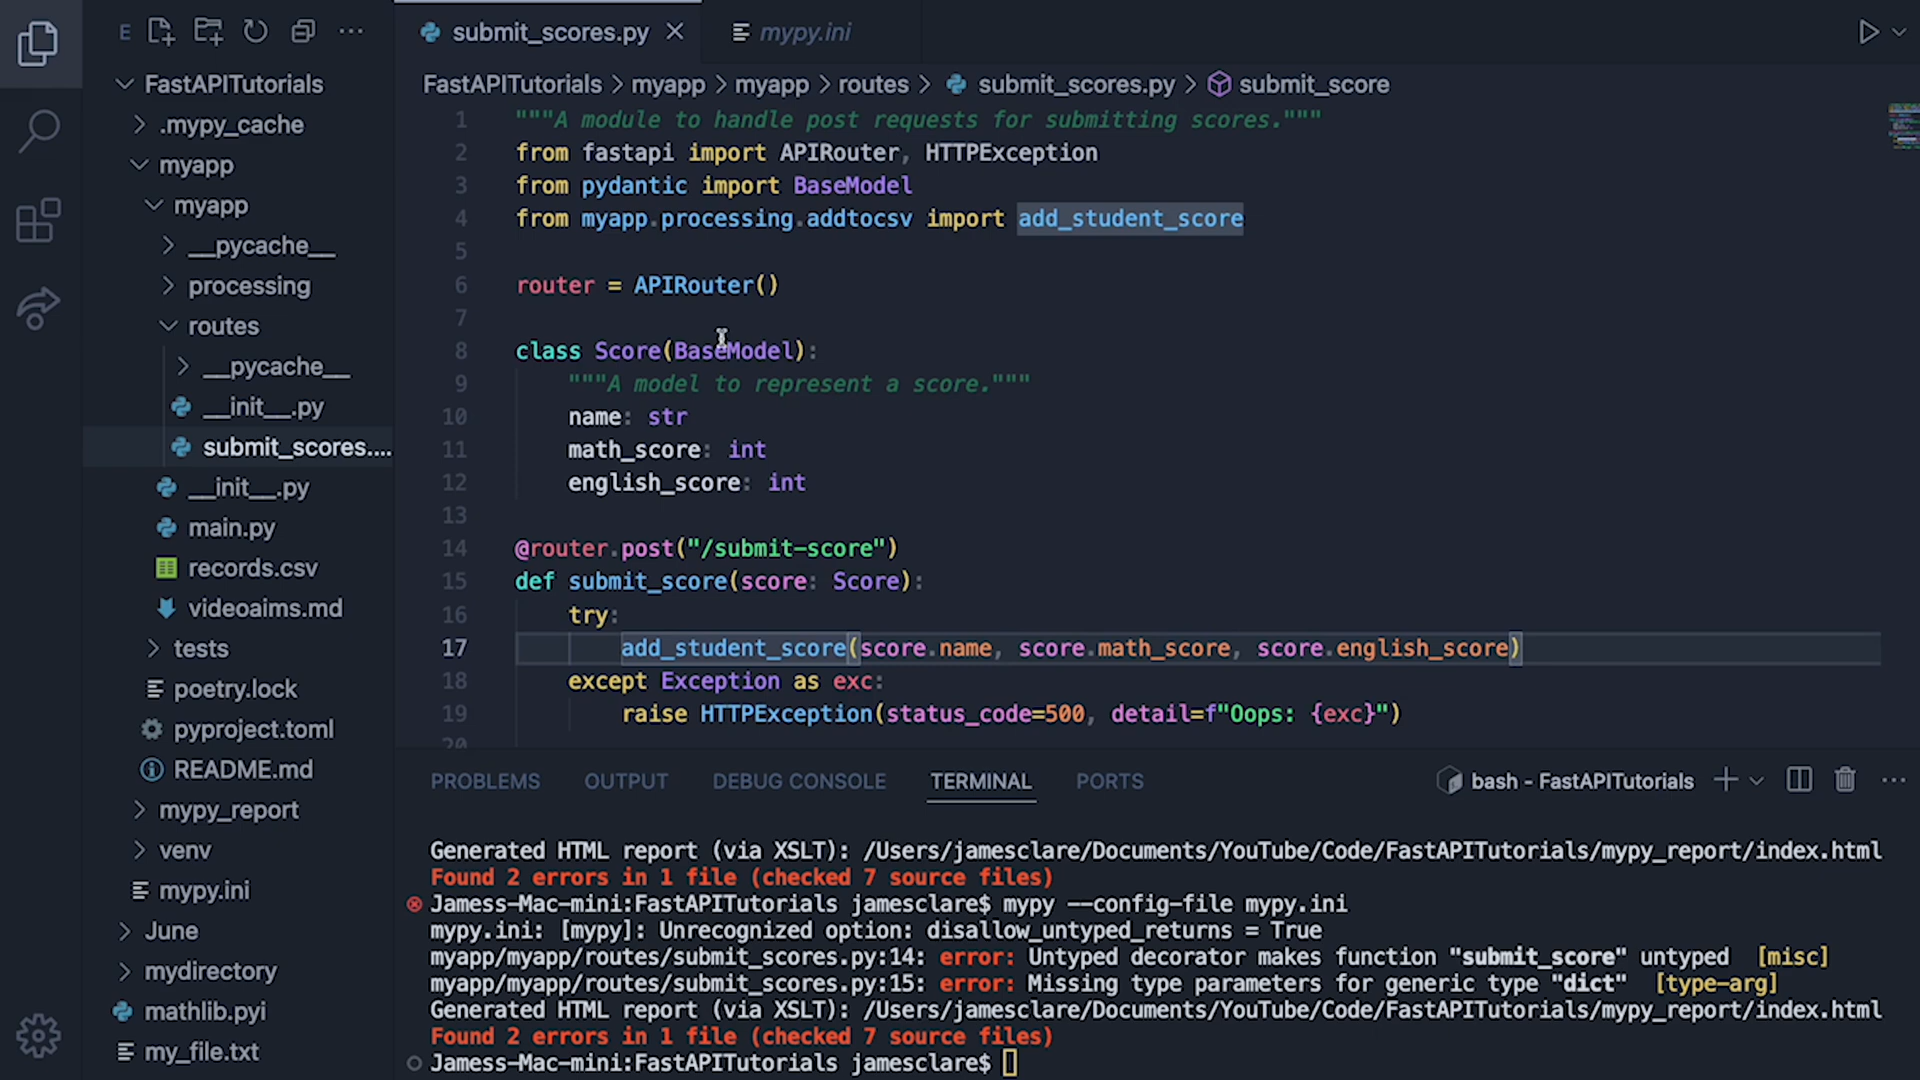 E
submit_scores.py
mypy.ini
FastAPITutorials
.mypy_cache
myapp
myapp
__pycache__
processing
routes
__pycache__
__init__.py
submit_scores....
__init__.py
main.py
records.csv
videoaims.md
tests
poetry.lock
pyproject.toml
README.md
mypy_report
venv
mypy.ini
June
mydirectory
mathlib.pyi
my_file.txt
FastAPITutorials > myapp > myapp > routes > submit_scores.py > submit_score
1 """A module to handle post requests for submitting scores."""
2 from fastapi import APIRouter, HTTPException
3 from pydantic import BaseModel
4 from myapp.processing.addtocsv import add_student_score
5
6 router = APIRouter()
7
8 class Score(BaseModel):
9 """A model to represent a score."""
10 name: str
11 math_score: int
12 english_score: int
13
14 @router.post("/submit-score")
15 def submit_score(score: Score):
16 try:
17 add_student_score(score.name, score.math_score, score.english_score)
18 except Exception as exc:
19 raise HTTPException(status_code=500, detail=f"Oops: {exc}")
20
PROBLEMS OUTPUT DEBUG CONSOLE TERMINAL PORTS bash - FastAPITutorials
Generated HTML report (via XSLT): /Users/jamesclare/Documents/YouTube/Code/FastAPITutorials/mypy_report/index.html
Found 2 errors in 1 file (checked 7 source files)
Jamess-Mac-mini:FastAPITutorials jamesclare$ mypy --config-file mypy.ini
mypy.ini: [mypy]: Unrecognized option: disallow_untyped_returns = True
myapp/myapp/routes/submit_scores.py:14: error: Untyped decorator makes function "submit_score" untyped [misc]
myapp/myapp/routes/submit_scores.py:15: error: Missing type parameters for generic type "dict" [type-arg]
Generated HTML report (via XSLT): /Users/jamesclare/Documents/YouTube/Code/FastAPITutorials/mypy_report/index.html
Found 2 errors in 1 file (checked 7 source files)
Jamess-Mac-mini:FastAPITutorials jamesclare$